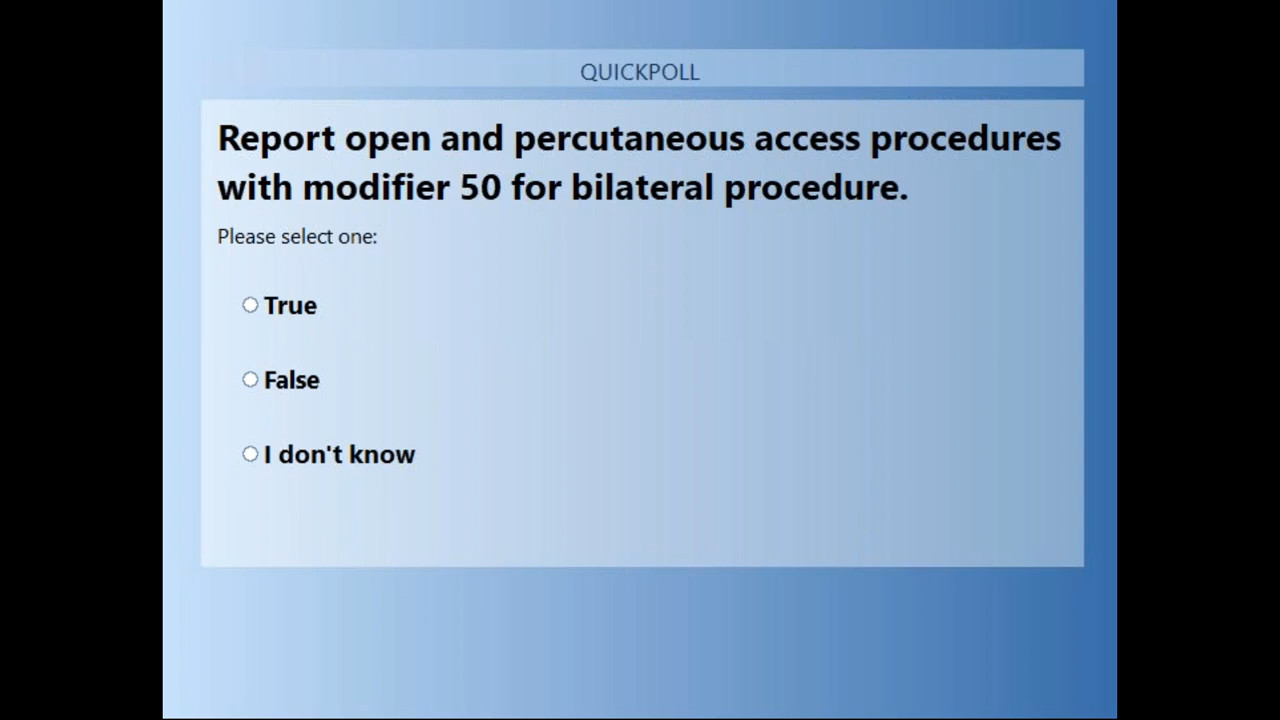 QUICKPOLL
Report open and percutaneous access procedures
with modifier 50 for bilateral procedure.
Please select one:
True
False
I don't know